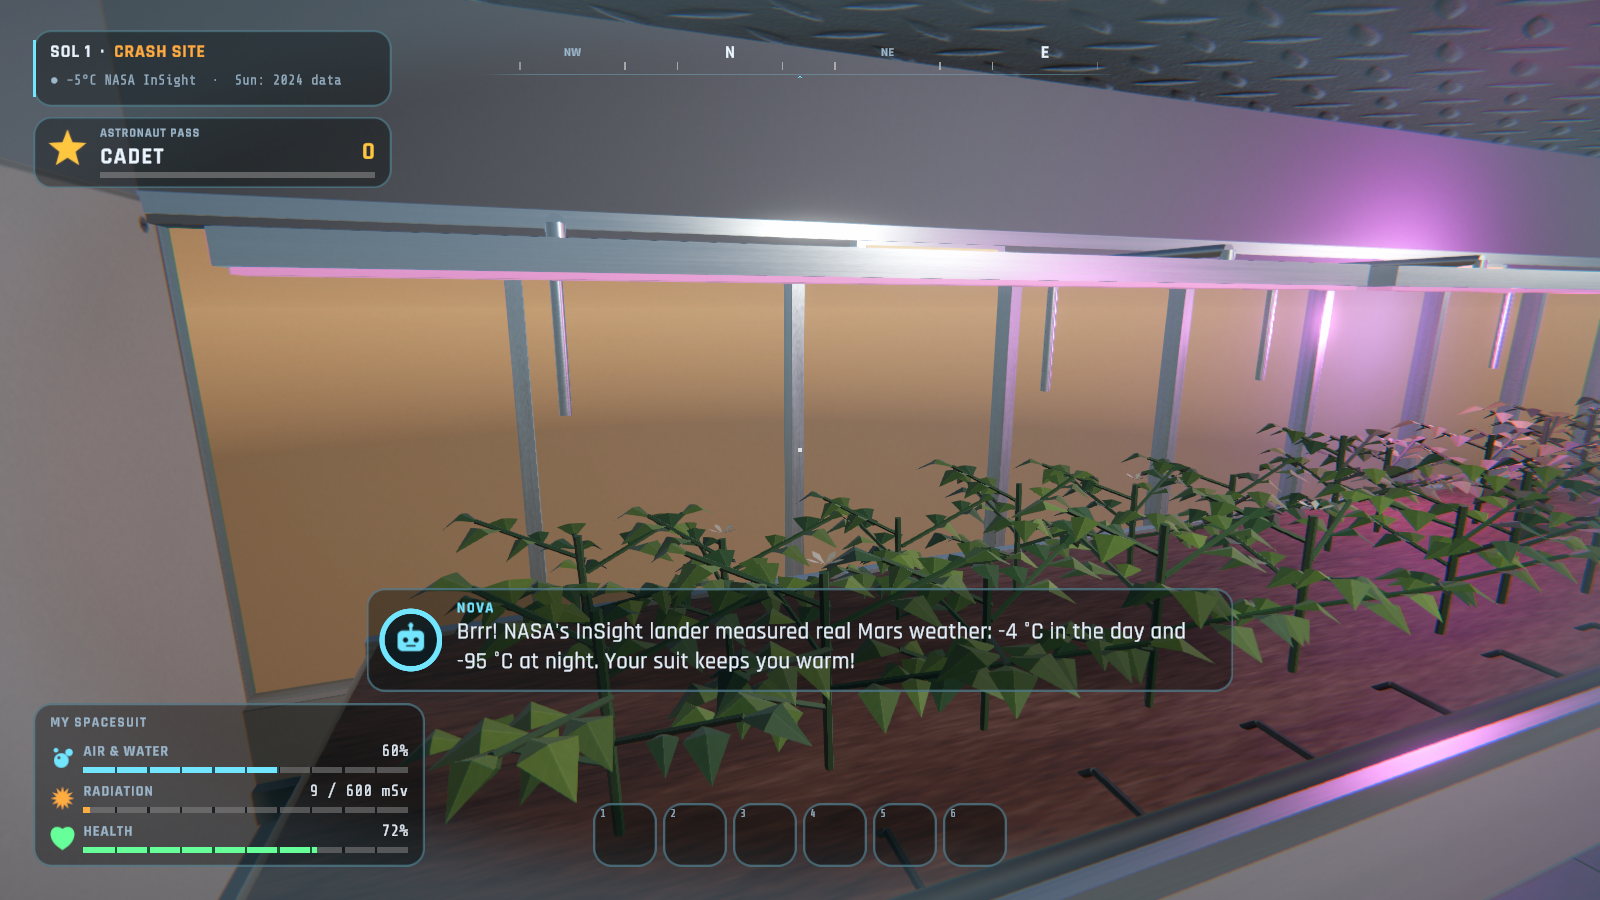 SOL 1 · CRASH SITE
-5°C NASA InSight · Sun: 2024 data
ASTRONAUT PASS
CADET 0
NW N NE E
NOVA
Brrr! NASA's InSight lander measured real Mars weather: -4 °C in the day and
-95 °C at night. Your suit keeps you warm!
MY SPACESUIT
AIR & WATER 60%
RADIATION 9 / 600 mSv
HEALTH 72%
1 2 3 4 5 6